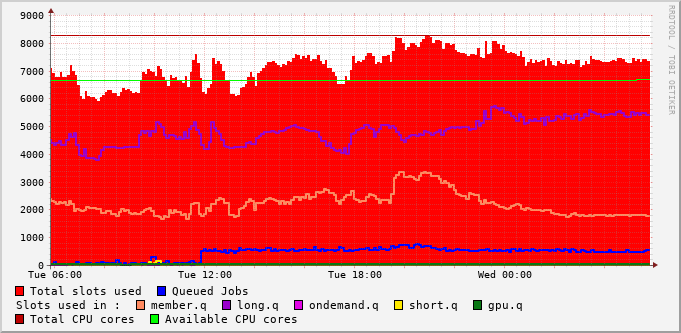 9000
8000
7000
6000
5000
4000
3000
2000
1000
0
Tue 06:00 Tue 12:00 Tue 18:00 Wed 00:00
RRDTOOL / TOBI OETIKER
Total slots used Queued Jobs
Slots used in : member.q long.q ondemand.q short.q gpu.q
Total CPU cores Available CPU cores